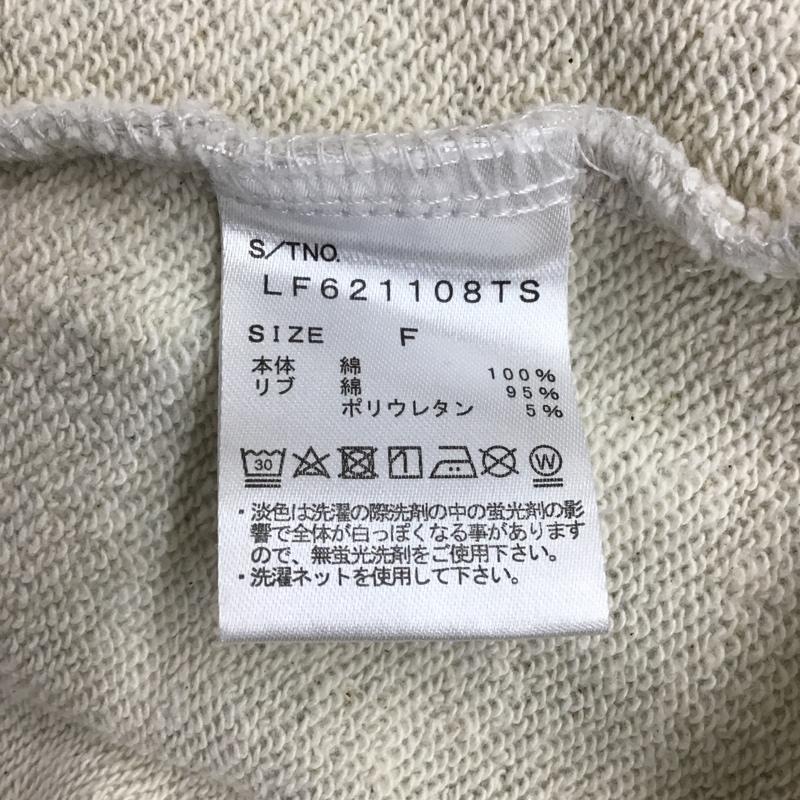 S/TNO.
LF621108TS
SIZE F
本体 綿 100%
リブ 綿 95%
ポリウレタン 5%
30 W
・淡色は洗濯の際洗剤の中の蛍光剤の影
響で全体が白っぽくなる事があります
ので、無蛍光洗剤をご使用下さい。
・洗濯ネットを使用して下さい。